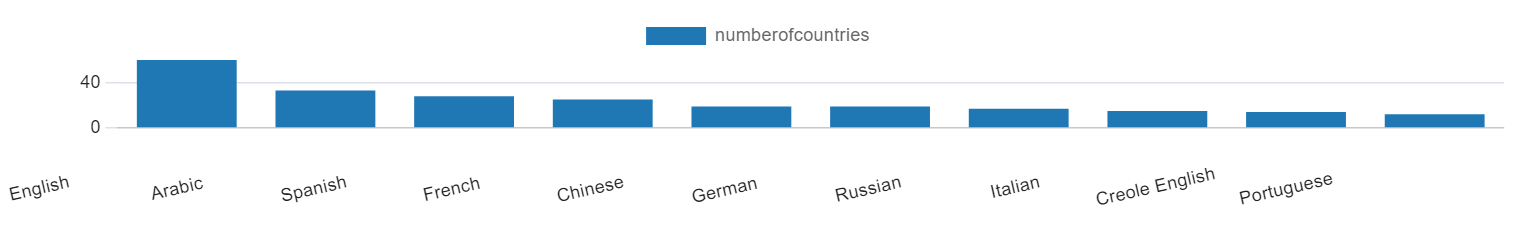 numberofcountries
40
0
English
Arabic
Spanish
French
Chinese
German
Russian
Italian
Creole English
Portuguese